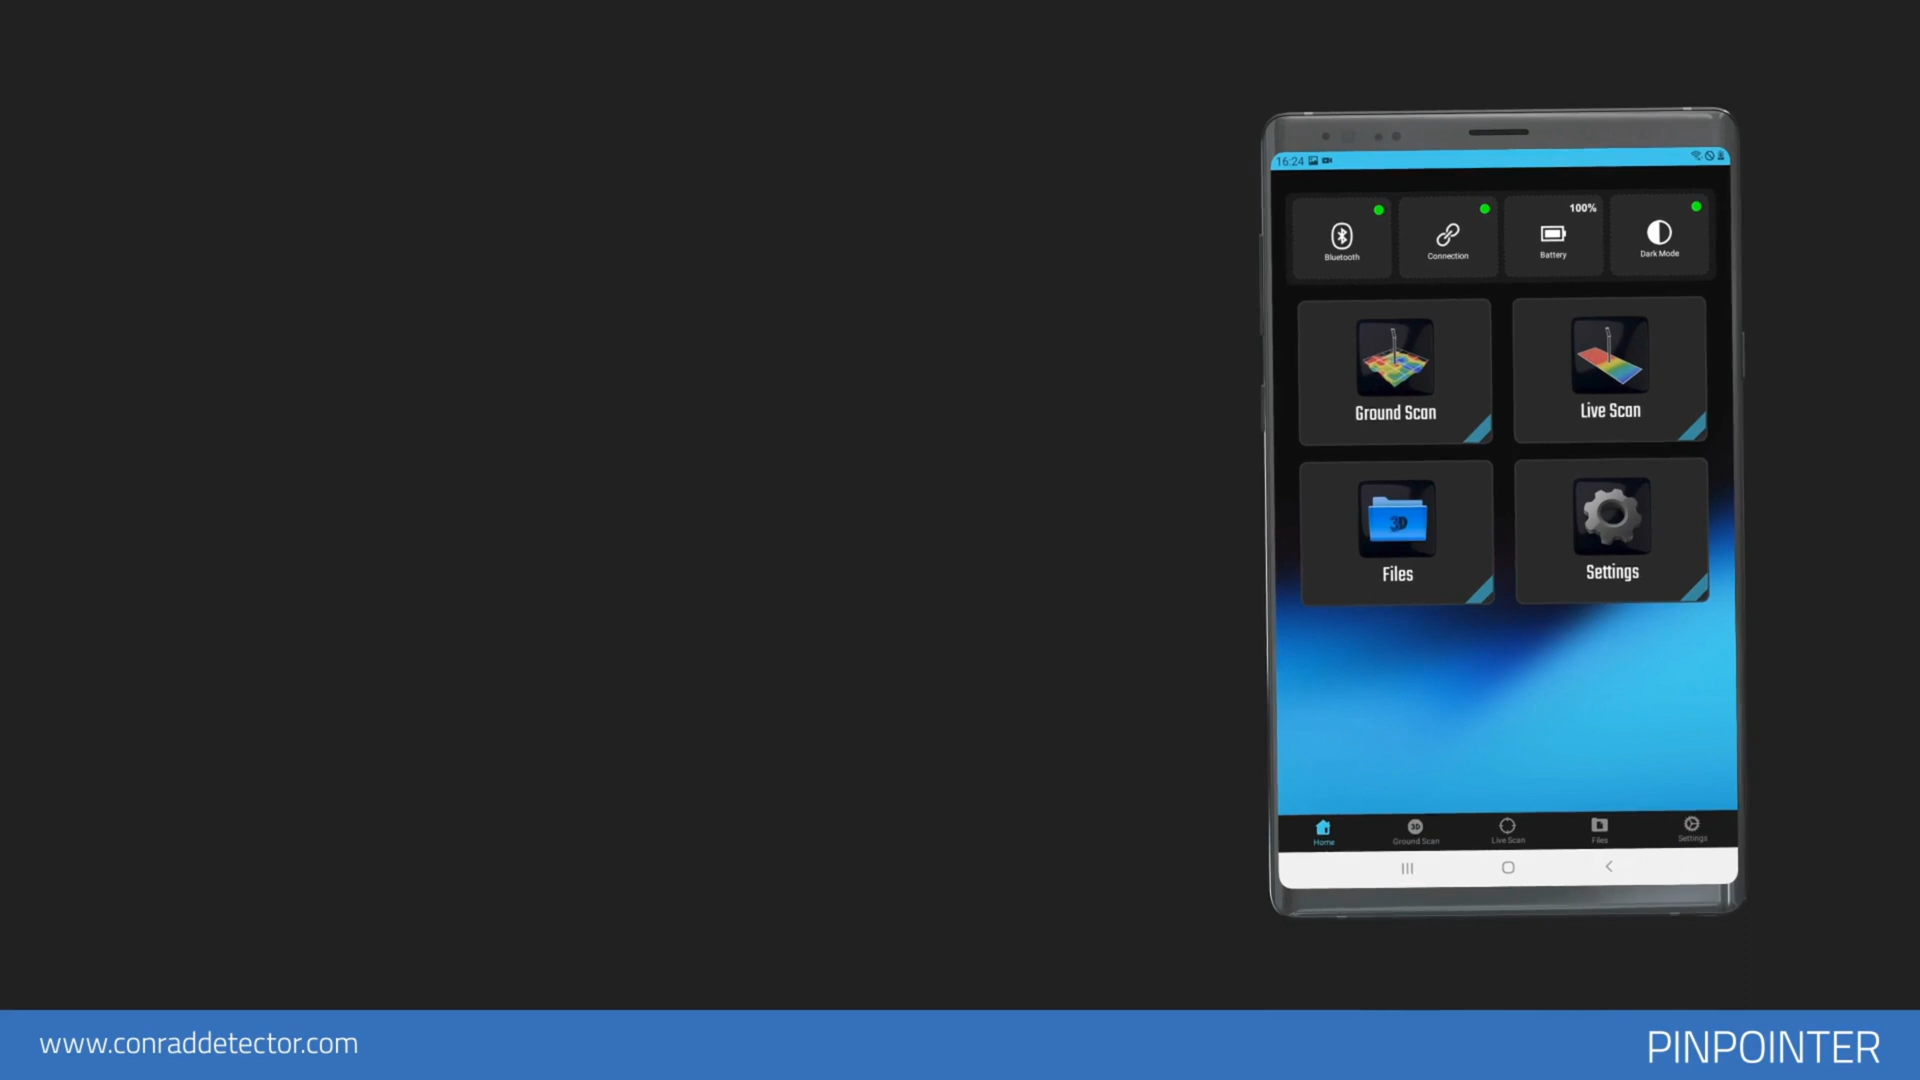 16:24
100%
Bluetooth
Connection
Battery
Dark Mode
Ground Scan
Live Scan
3D
Files
Settings
3D
Home
Ground Scan
Live Scan
Files
Settings
www.conraddetector.com
PINPOINTER